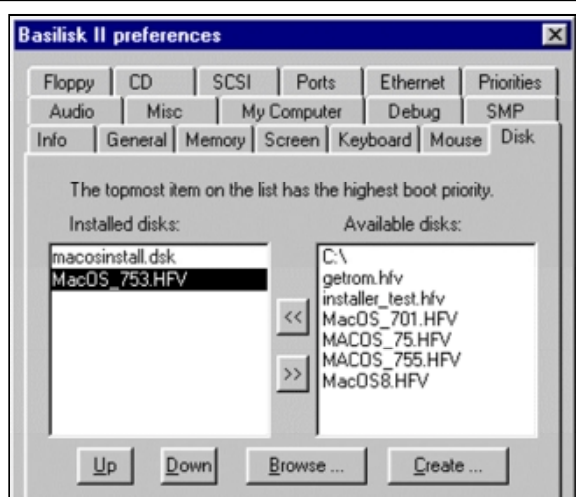 Basilisk II preferences
Floppy CD SCSI Ports Ethernet Priorities
Audio Misc My Computer Debug SMP
Info General Memory Screen Keyboard Mouse Disk
The topmost item on the list has the highest boot priority.
Installed disks: Available disks:
macosinstall.dsk
MacOS_753.HFV
C:\
getrom.hfv
installer_test.hfv
MacOS_701.HFV
MACOS_75.HFV
MACOS_755.HFV
MacOS8.HFV
<<
>>
Up Down Browse ... Create ...